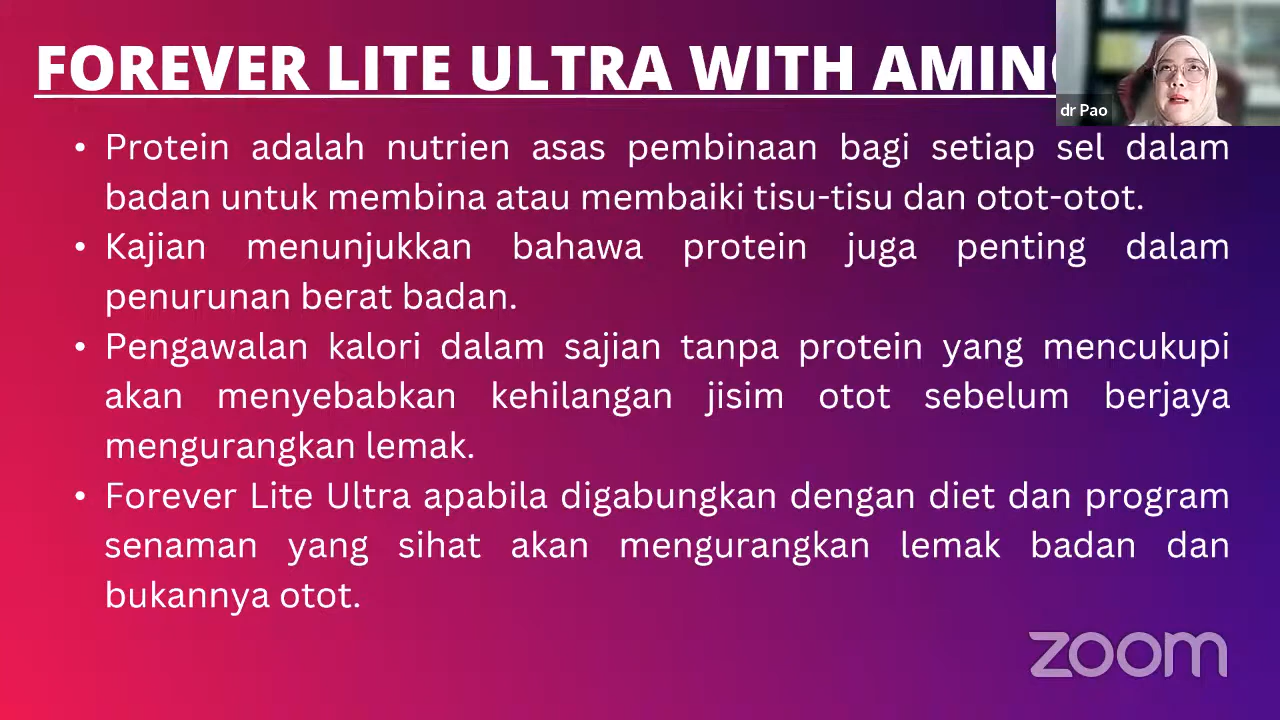 FOREVER LITE ULTRA WITH AMINO
dr Pao
• Protein adalah nutrien asas pembinaan bagi setiap sel dalam
badan untuk membina atau membaiki tisu-tisu dan otot-otot.
• Kajian menunjukkan bahawa protein juga penting dalam
penurunan berat badan.
• Pengawalan kalori dalam sajian tanpa protein yang mencukupi
akan menyebabkan kehilangan jisim otot sebelum berjaya
mengurangkan lemak.
• Forever Lite Ultra apabila digabungkan dengan diet dan program
senaman yang sihat akan mengurangkan lemak badan dan
bukannya otot.
zoom